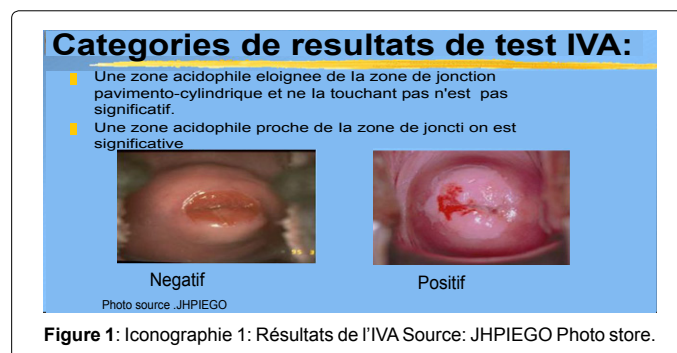 Categories de resultats de test IVA:
Une zone acidophile eloignee de la zone de jonction
pavimento-cylindrique et ne la touchant pas n'est pas
significatif.
Une zone acidophile proche de la zone de joncti on est
significative
Negatif
Positif
Photo source .JHPIEGO
Figure 1: Iconographie 1: Résultats de l'IVA Source: JHPIEGO Photo store.